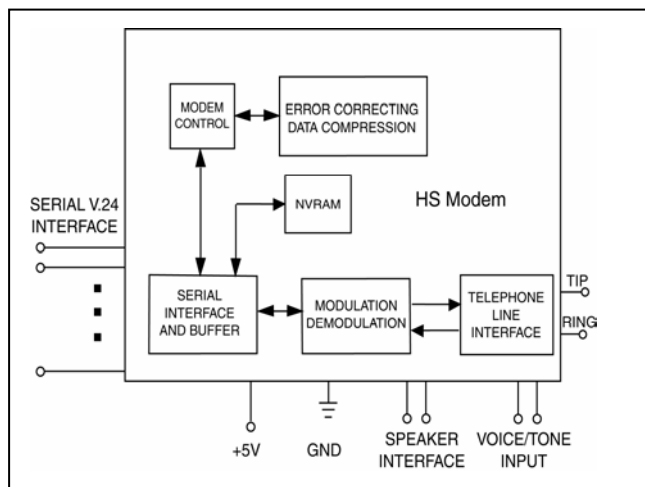 MODEM
CONTROL
ERROR CORRECTING
DATA COMPRESSION
NVRAM
HS Modem
SERIAL V.24
INTERFACE
SERIAL
INTERFACE
AND BUFFER
MODULATION
DEMODULATION
TELEPHONE
LINE
INTERFACE
TIP
RING
+5V
GND
SPEAKER
INTERFACE
VOICE/TONE
INPUT